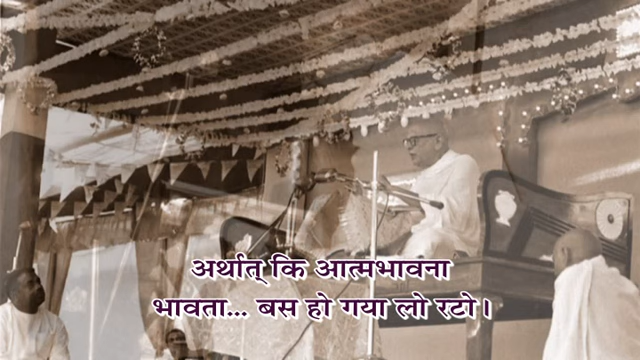 अर्थात् कि आत्मभावना
भावता... बस हो गया लो रटो।